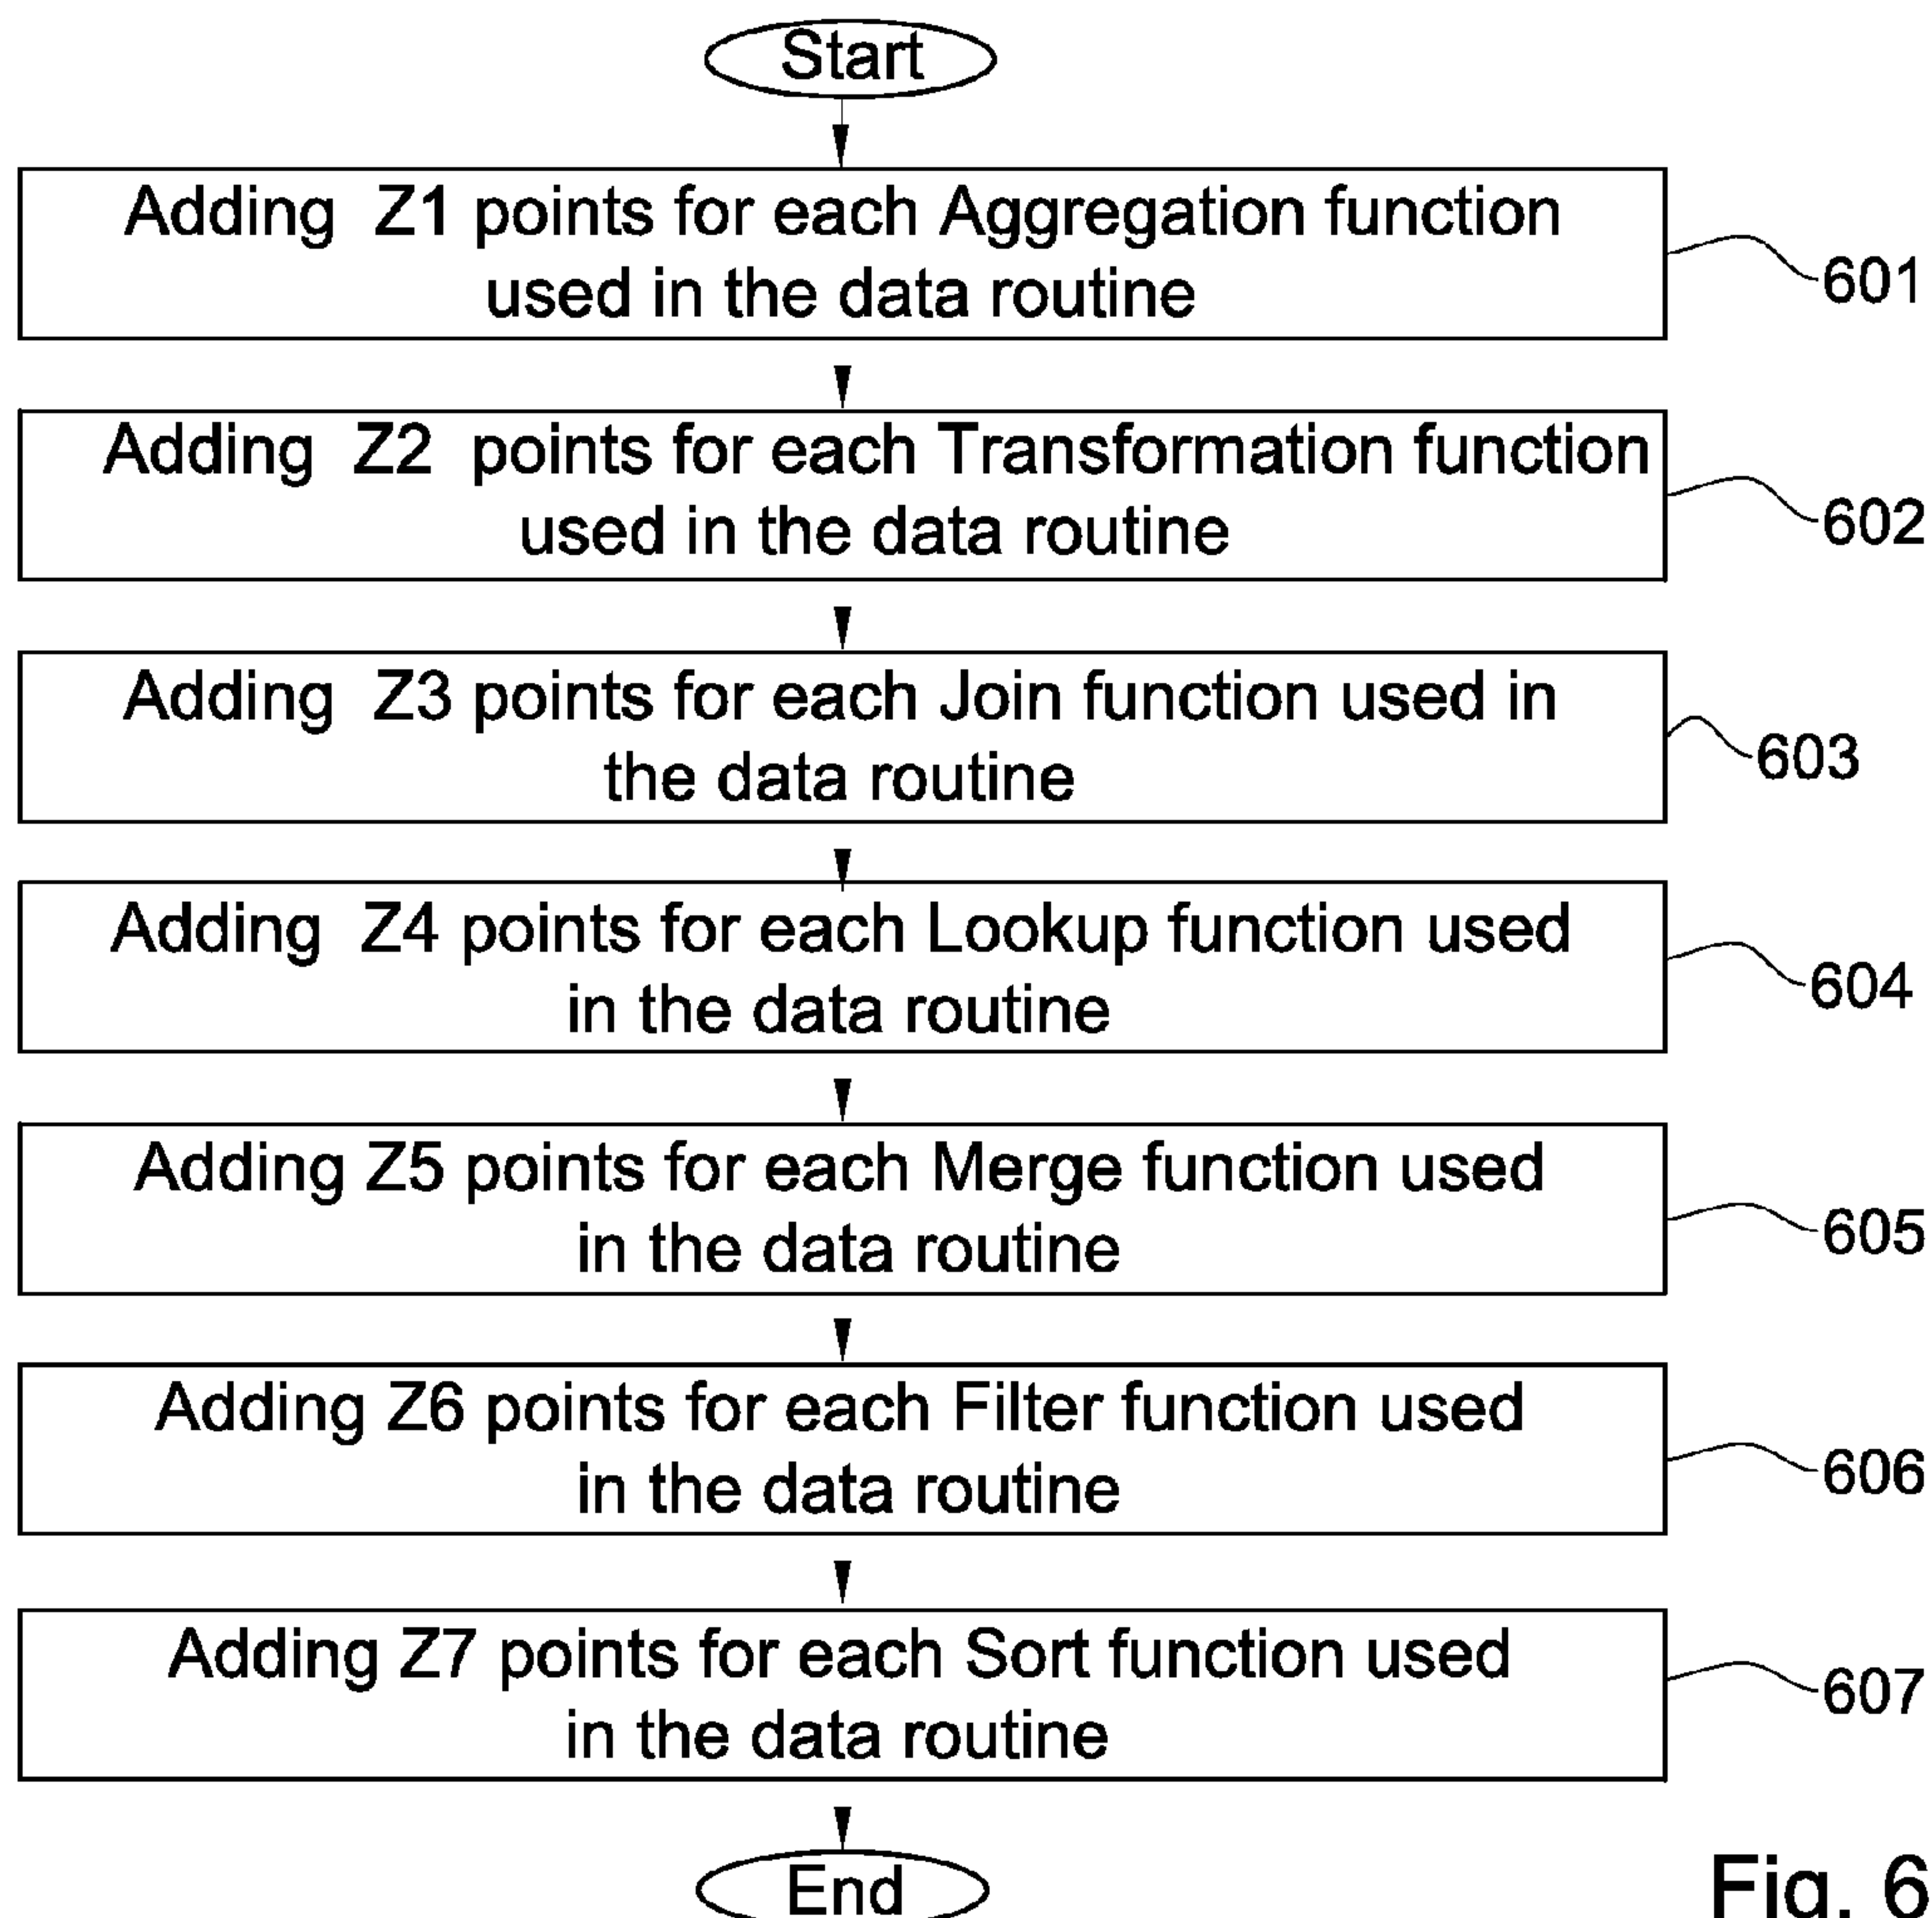 Start
Adding Z1 points for each Aggregation function
used in the data routine
601
Adding Z2 points for each Transformation function
used in the data routine
602
Adding Z3 points for each Join function used in
the data routine
603
Adding Z4 points for each Lookup function used
in the data routine
604
Adding Z5 points for each Merge function used
in the data routine
605
Adding Z6 points for each Filter function used
in the data routine
606
Adding Z7 points for each Sort function used
in the data routine
607
End
Fig. 6